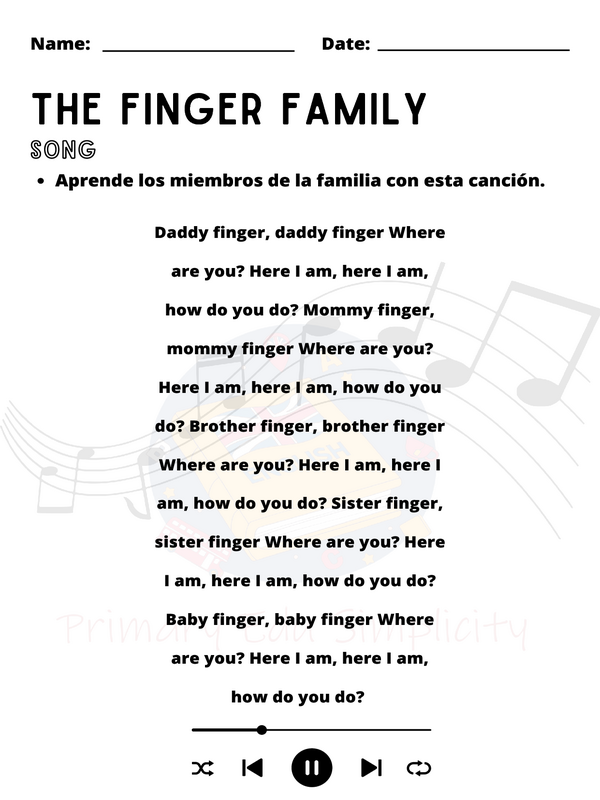 Name: Date:
THE FINGER FAMILY
SONG
• Aprende los miembros de la familia con esta canción.
Daddy finger, daddy finger Where
are you? Here I am, here I am,
how do you do? Mommy finger,
mommy finger Where are you?
Here I am, here I am, how do you
do? Brother finger, brother finger
Where are you? Here I am, here I
am, how do you do? Sister finger,
sister finger Where are you? Here
I am, here I am, how do you do?
Baby finger, baby finger Where
Primary Edu Simplicity
are you? Here I am, here I am,
how do you do?